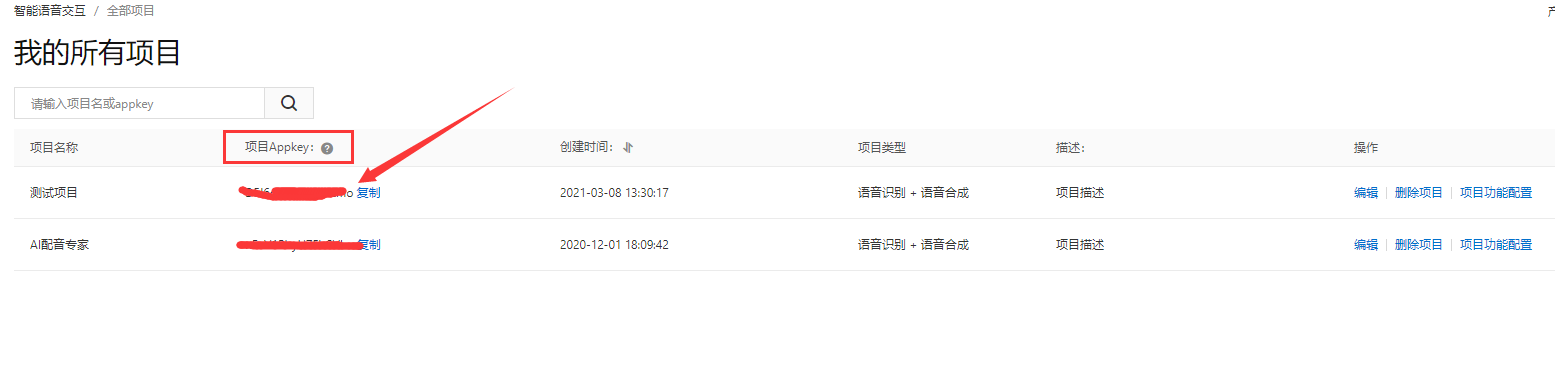 智能语音交互 / 全部项目
产
我的所有项目
请输入项目名或appkey
项目名称 项目Appkey: ? 创建时间: 项目类型 描述: 操作
测试项目 复制 2021-03-08 13:30:17 语音识别 + 语音合成 项目描述 编辑 删除项目 项目功能配置
AI配音专家 复制 2020-12-01 18:09:42 语音识别 + 语音合成 项目描述 编辑 删除项目 项目功能配置